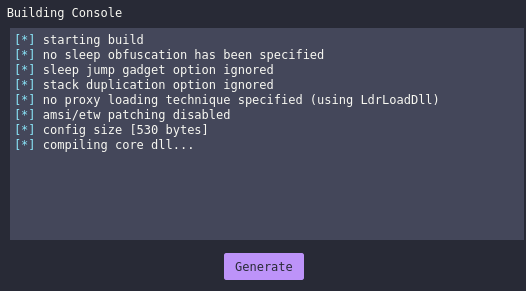 Building Console
[*] starting build
[*] no sleep obfuscation has been specified
[*] sleep jump gadget option ignored
[*] stack duplication option ignored
[*] no proxy loading technique specified (using LdrLoadDll)
[*] amsi/etw patching disabled
[*] config size [530 bytes]
[*] compiling core dll...
Generate